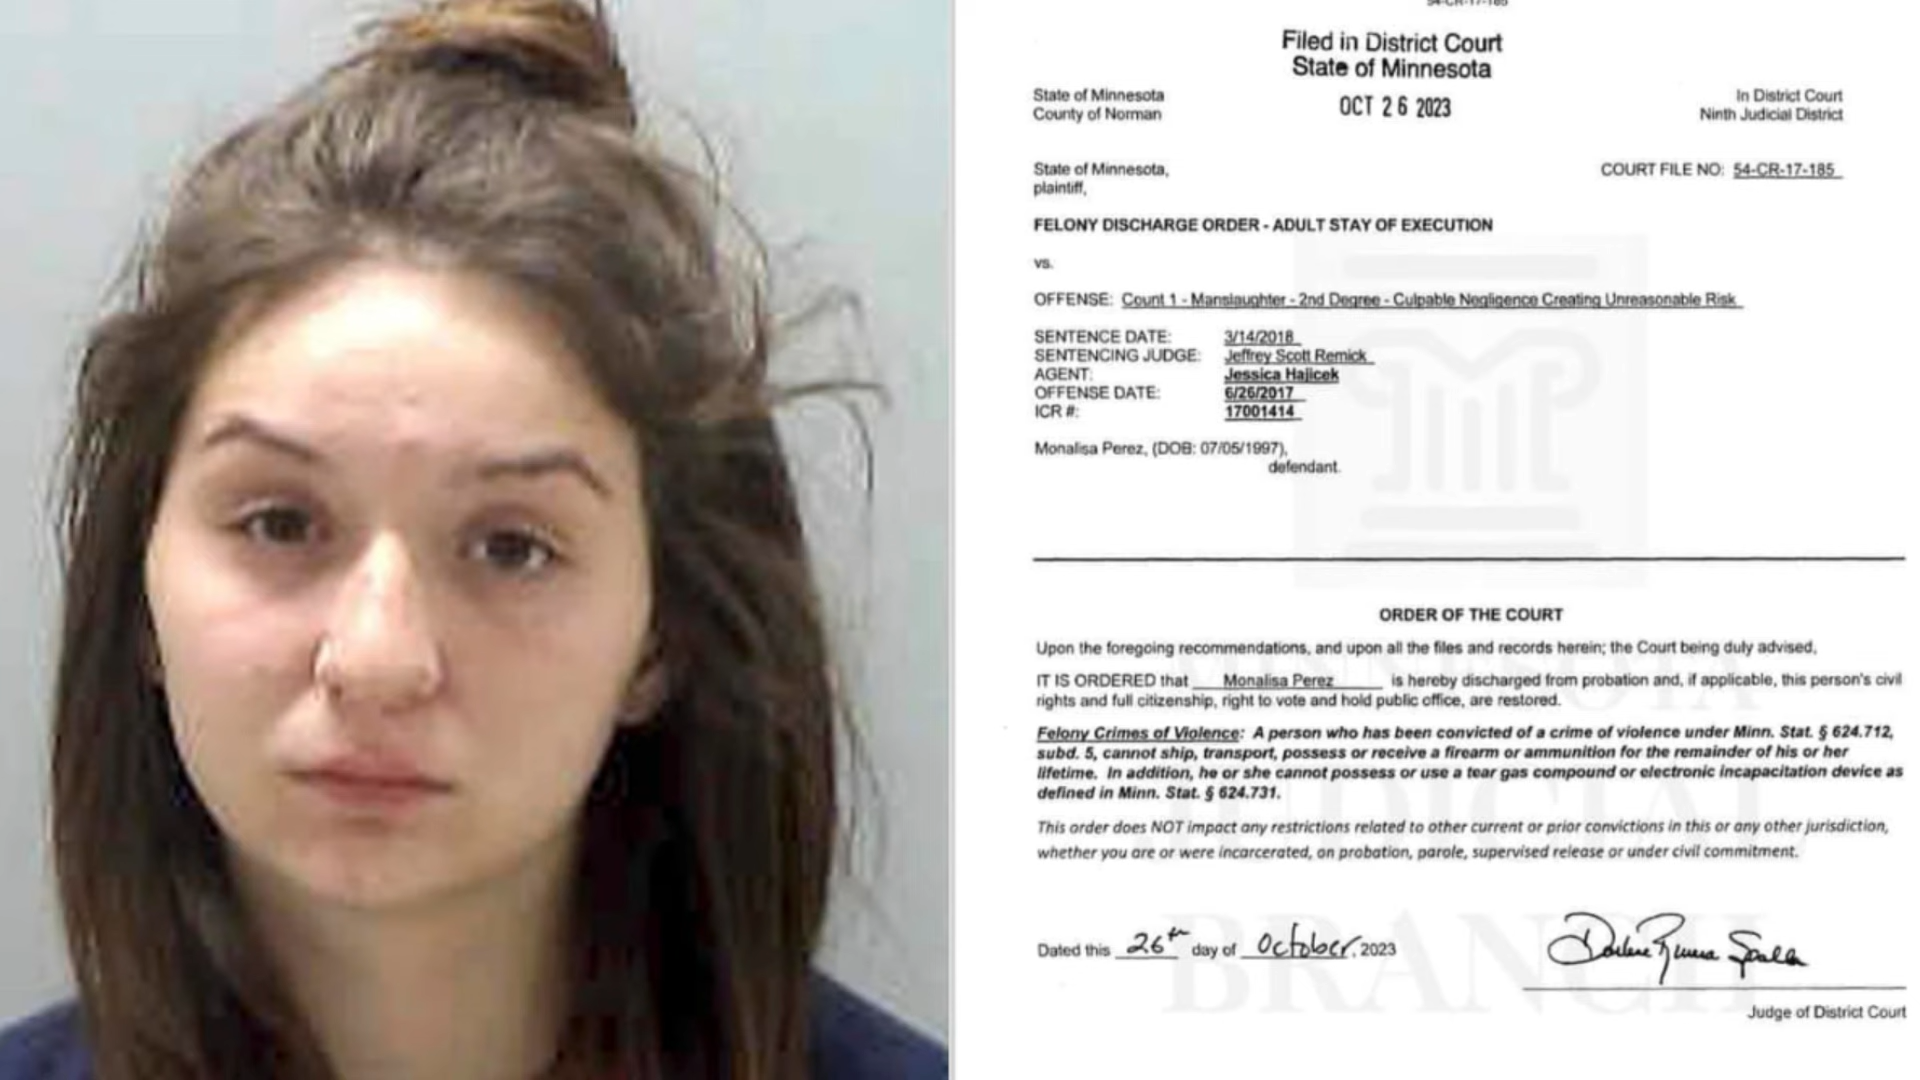 54-CR-17-185
Filed in District Court
State of Minnesota
OCT 26 2023
State of Minnesota
County of Norman
In District Court
Ninth Judicial District
State of Minnesota,
plaintiff,
COURT FILE NO: 54-CR-17-185
FELONY DISCHARGE ORDER - ADULT STAY OF EXECUTION
vs.
OFFENSE: Count 1 - Manslaughter - 2nd Degree - Culpable Negligence Creating Unreasonable Risk
SENTENCE DATE: 3/14/2018
SENTENCING JUDGE: Jeffrey Scott Remick
AGENT: Jessica Hajicek
OFFENSE DATE: 6/26/2017
ICR #: 17001414
Monalisa Perez, (DOB: 07/05/1997),
defendant.
ORDER OF THE COURT
Upon the foregoing recommendations, and upon all the files and records herein; the Court being duly advised,
IT IS ORDERED that Monalisa Perez is hereby discharged from probation and, if applicable, this person's civil
rights and full citizenship, right to vote and hold public office, are restored.
Felony Crimes of Violence: A person who has been convicted of a crime of violence under Minn. Stat. § 624.712,
subd. 5, cannot ship, transport, possess or receive a firearm or ammunition for the remainder of his or her
lifetime. In addition, he or she cannot possess or use a tear gas compound or electronic incapacitation device as
defined in Minn. Stat. § 624.731.
This order does NOT impact any restrictions related to other current or prior convictions in this or any other jurisdiction,
whether you are or were incarcerated, on probation, parole, supervised release or under civil commitment.
Dated this 26th day of October, 2023
Judge of District Court
MINNESOTA
JUDICIAL
BRANCH